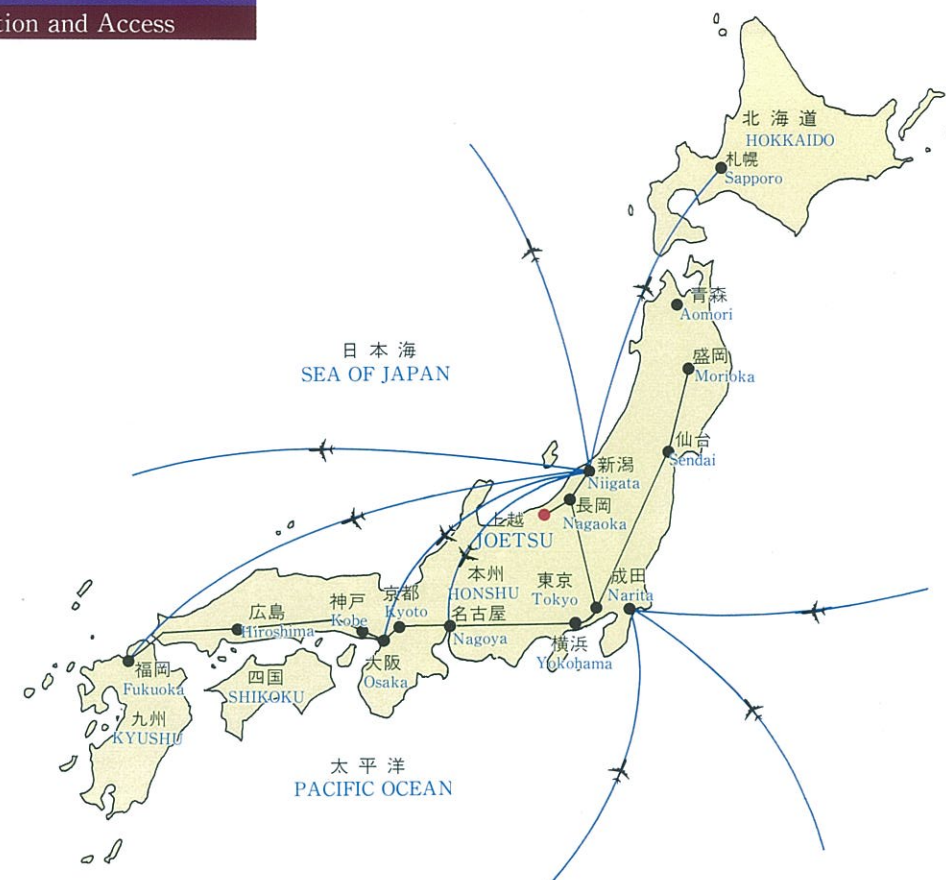 tion and Access
北海道
HOKKAIDO
札幌
Sapporo
青森
Aomori
日本海
SEA OF JAPAN
盛岡
Morioka
仙台
Sendai
新潟
Niigata
上越
JOETSU
長岡
Nagaoka
本州
HONSHU
東京
Tokyo
成田
Narita
広島
Hiroshima
神戸
Kobe
京都
Kyoto
名古屋
Nagoya
横浜
Yokohama
大阪
Osaka
福岡
Fukuoka
四国
SHIKOKU
九州
KYUSHU
太平洋
PACIFIC OCEAN